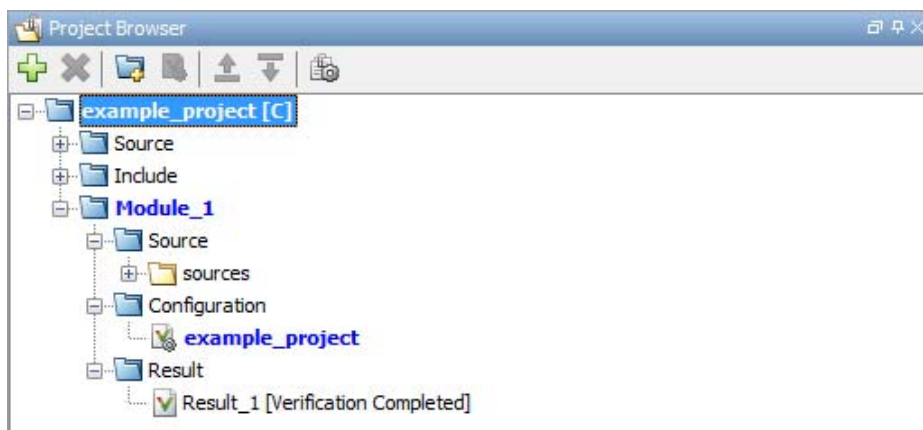 Project Browser
example_project [C]
Source
Include
Module_1
Source
sources
Configuration
example_project
Result
Result_1 [Verification Completed]